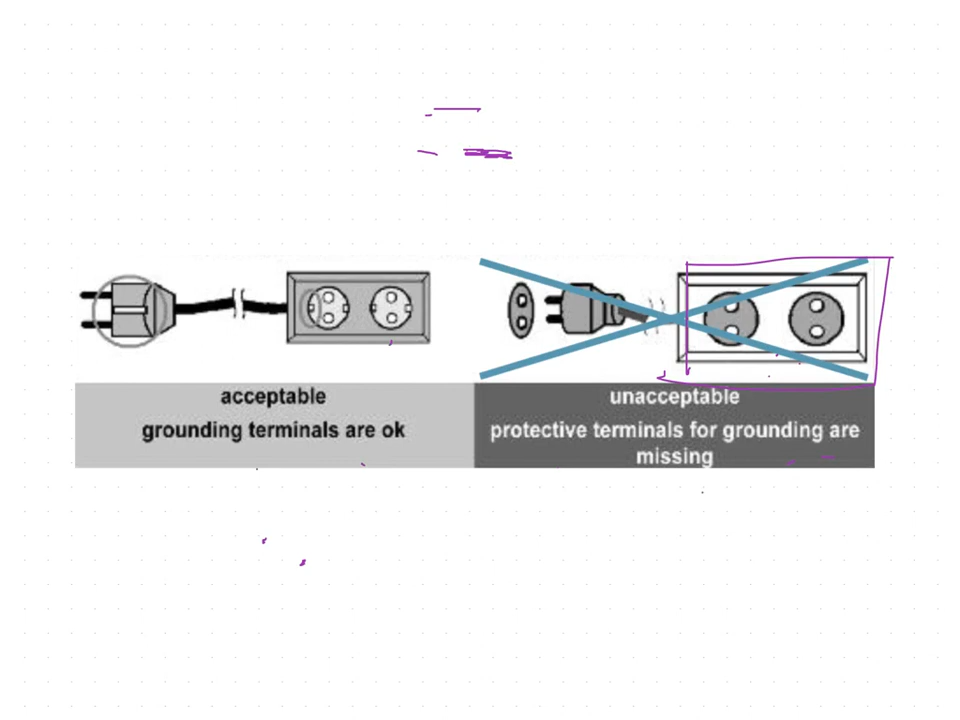 acceptable
grounding terminals are ok
unacceptable
protective terminals for grounding are
missing